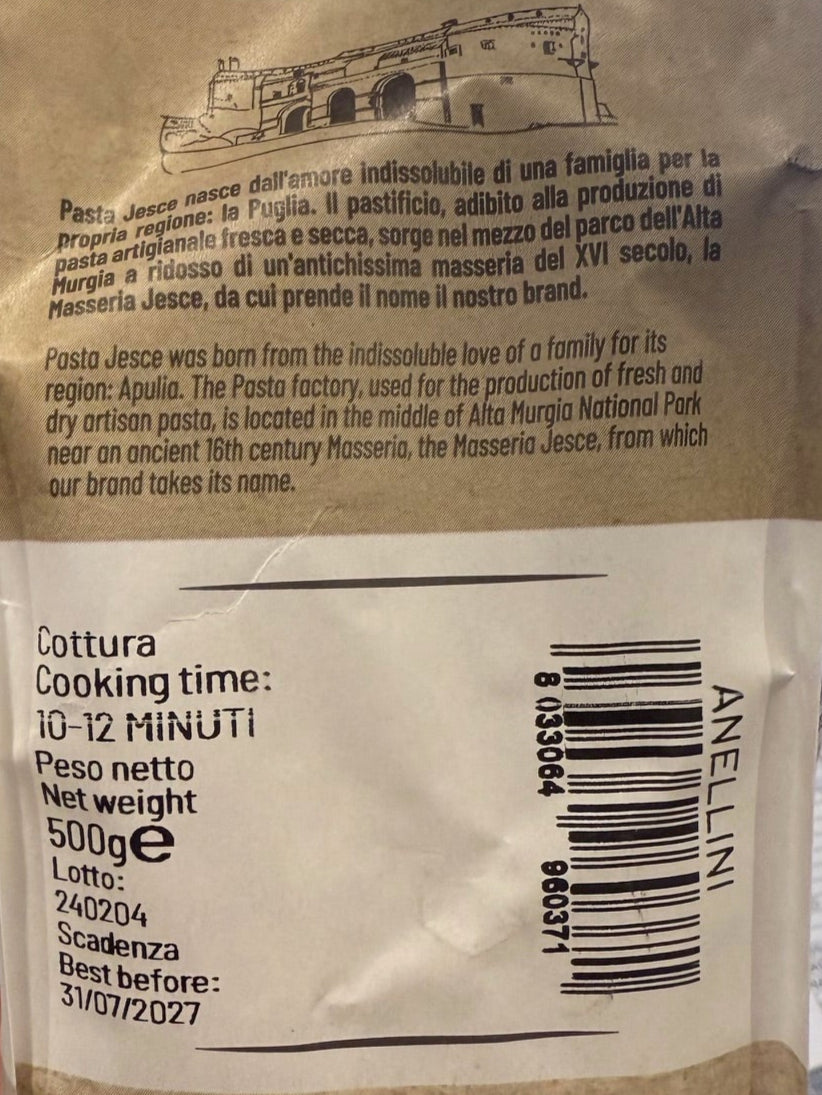 Pasta Jesce nasce dall'amore indissolubile di una famiglia per la
propria regione: la Puglia. Il pastificio, adibito alla produzione di
pasta artigianale fresca e secca, sorge nel mezzo del parco dell'Alta
Murgia a ridosso di un'antichissima masseria del XVI secolo, la
Masseria Jesce, da cui prende il nome il nostro brand.
Pasta Jesce was born from the indissoluble love of a family for its
region: Apulia. The Pasta factory, used for the production of fresh and
dry artisan pasta, is located in the middle of Alta Murgia National Park
near an ancient 16th century Masseria, the Masseria Jesce, from which
our brand takes its name.
Cottura
Cooking time:
10-12 MINUTI
Peso netto
Net weight
500g℮
Lotto:
240204
Scadenza
Best before:
31/07/2027
ANELLINI
8 033064 960371